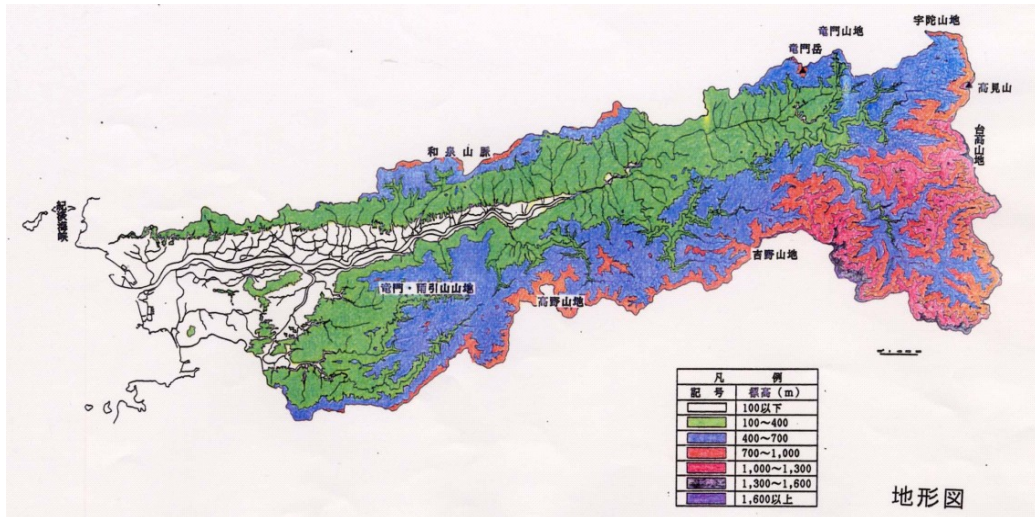 宇陀山地
竜門山地
竜門岳
高見山
台高山地
和泉山脈
紀淡海峡
吉野山地
竜門・竜引山山地
高野山地
凡例
記号 標高(m)
100以下
100～400
400～700
700～1,000
1,000～1,300
1,300～1,600
1,600以上
地形図